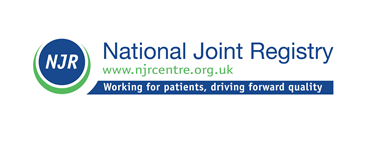 NJR
National Joint Registry
www.njrcentre.org.uk
Working for patients, driving forward quality